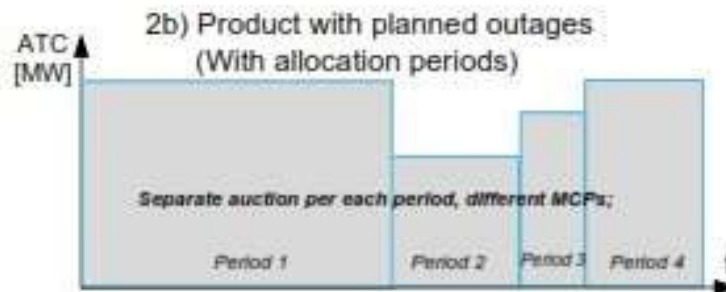 2b) Product with planned outages
(With allocation periods)
ATC
[MW]
Separate auction per each period, different MCPs;
Period 1
Period 2
Period 3
Period 4